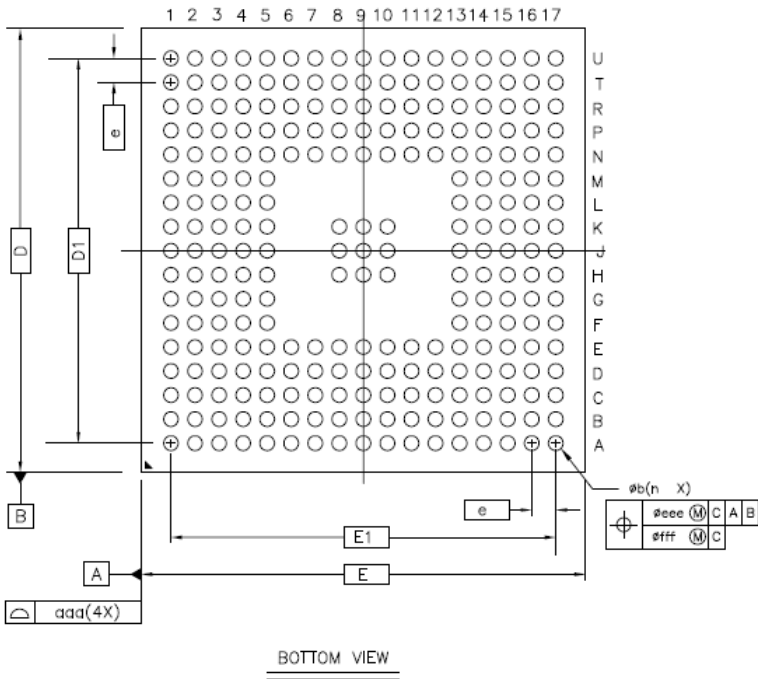 1 2 3 4 5 6 7 8 9 10 11 12 13 14 15 16 17
U
T
R
P
N
M
L
K
J
H
G
F
E
D
C
B
A
e
D
D1
øb(n X)
øeee Ⓜ C A B
øfff Ⓜ C
e
E1
E
B
A
aaa(4X)
BOTTOM VIEW